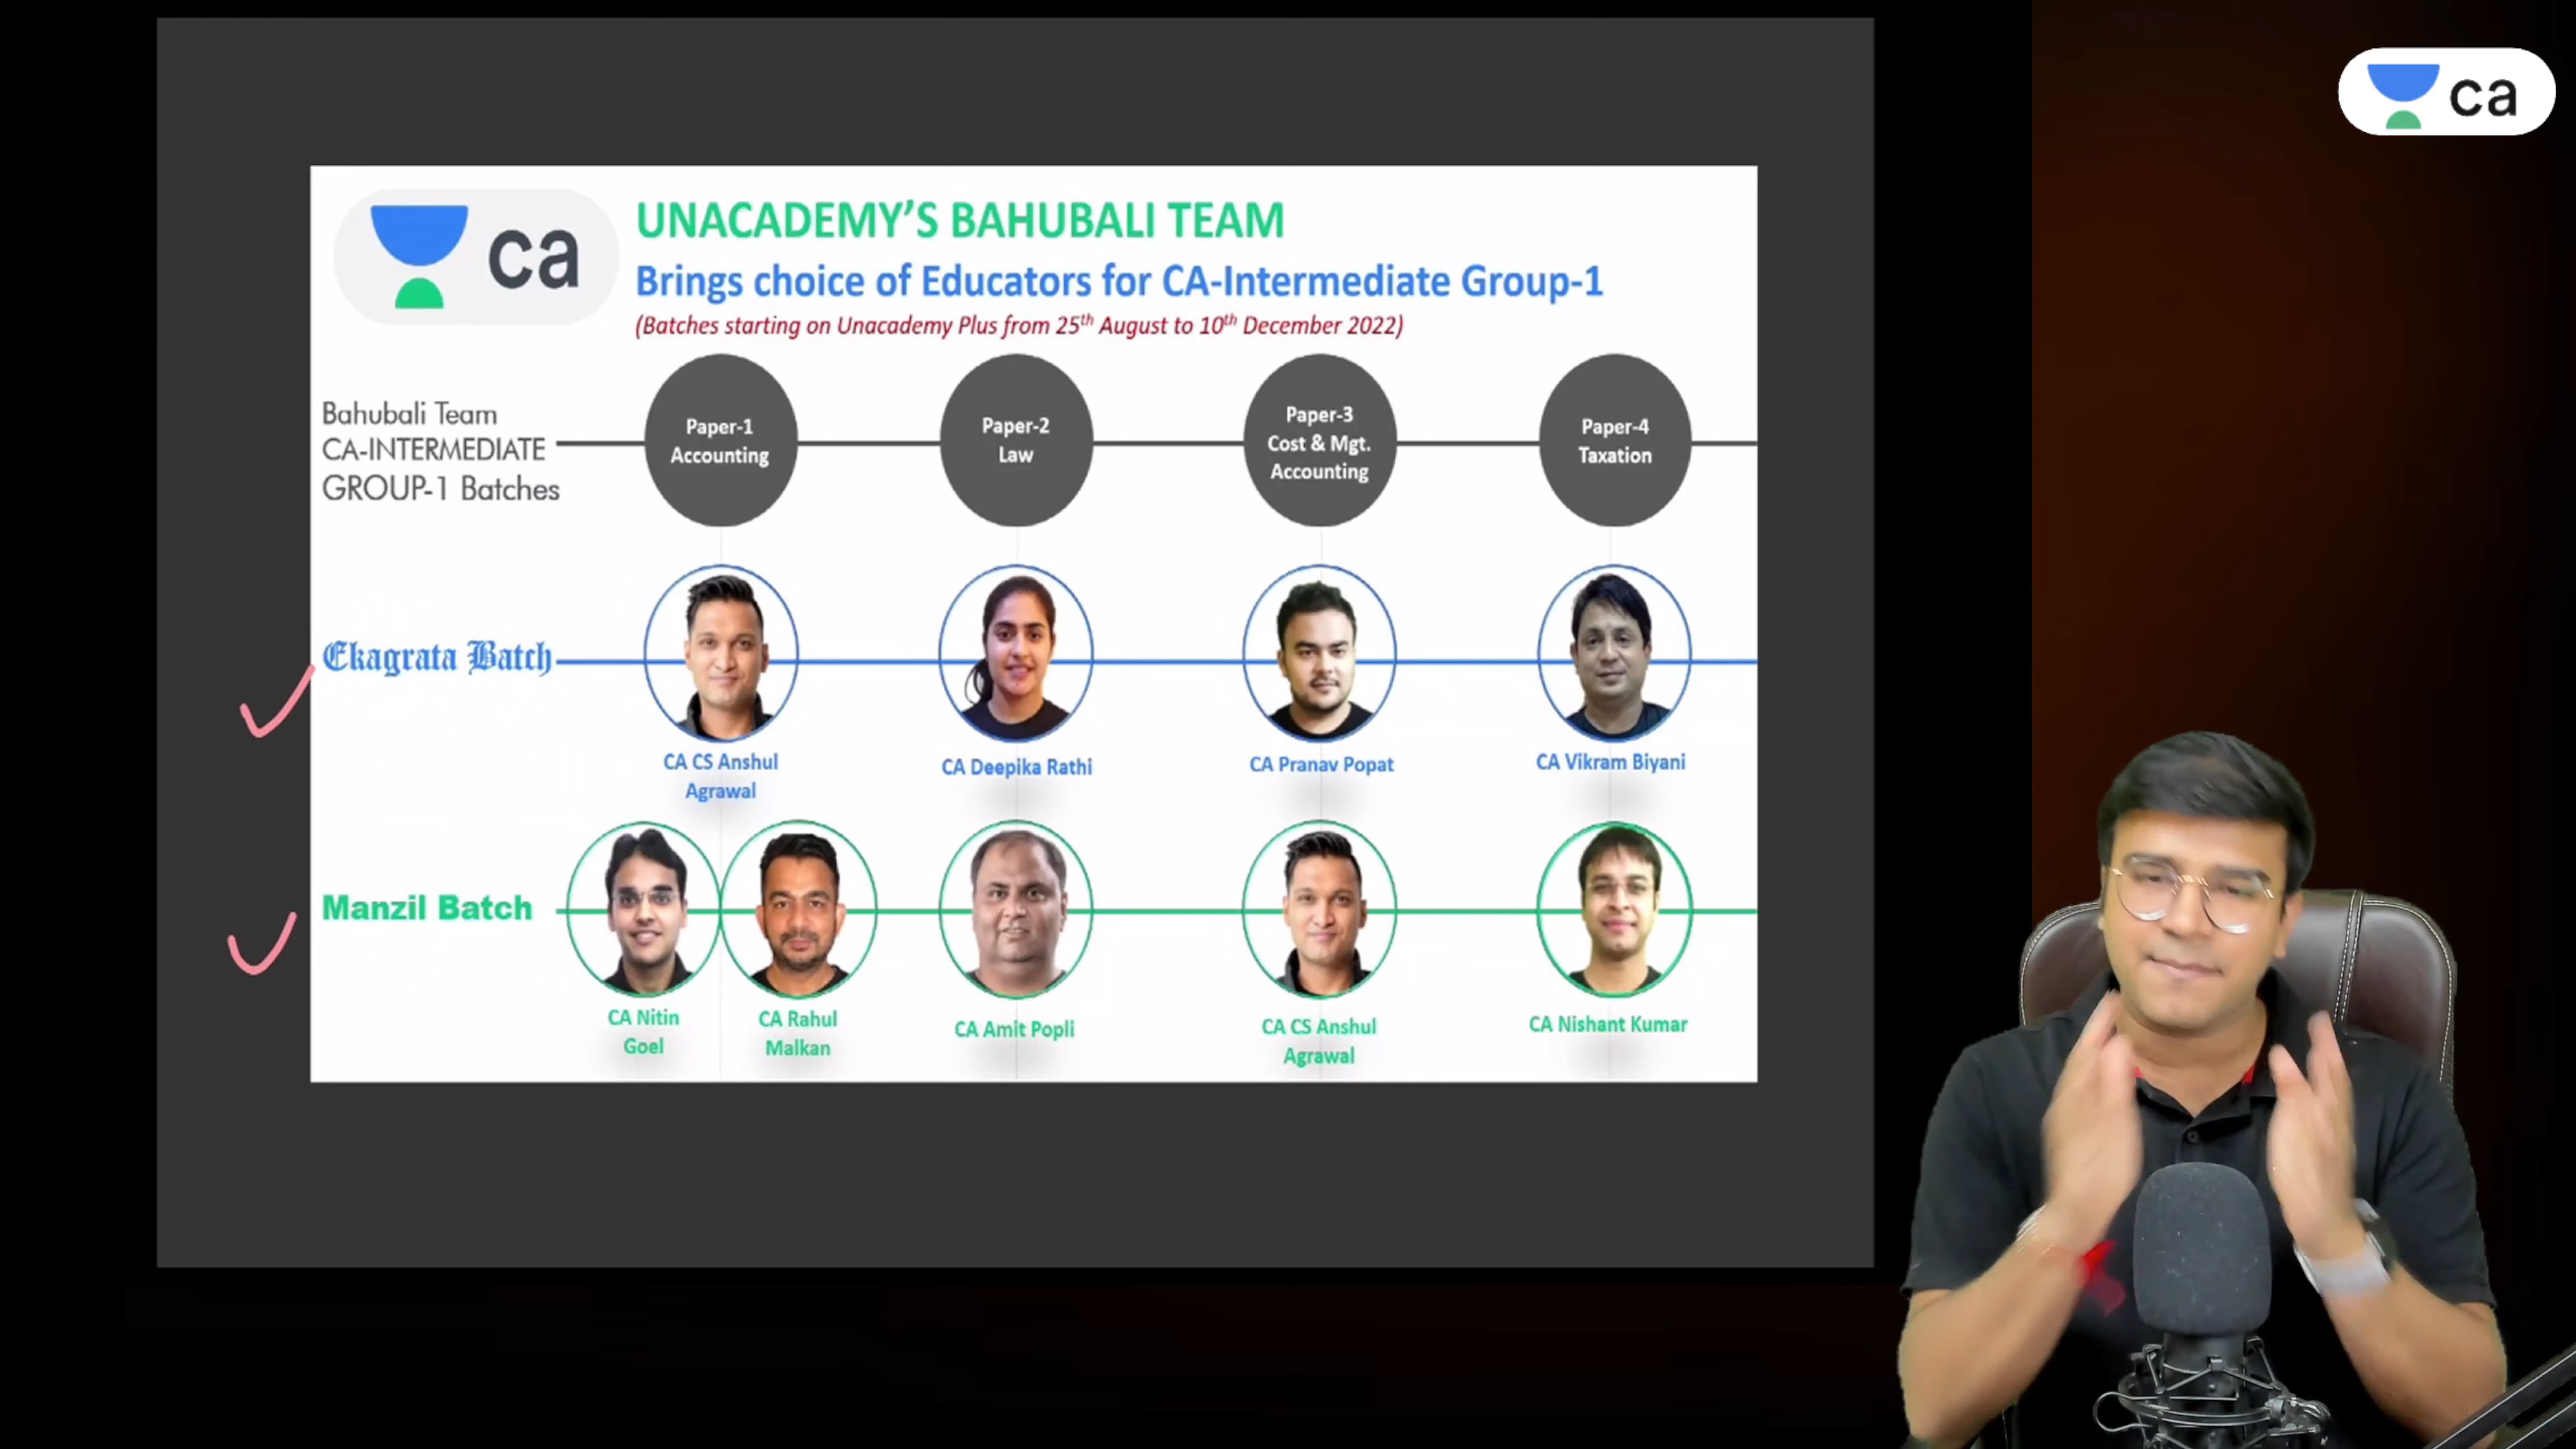 ca
ca
UNACADEMY'S BAHUBALI TEAM
Brings choice of Educators for CA-Intermediate Group-1
(Batches starting on Unacademy Plus from 25th August to 10th December 2022)
Bahubali Team
CA-INTERMEDIATE
GROUP-1 Batches
Paper-1
Accounting
Paper-2
Law
Paper-3
Cost & Mgt.
Accounting
Paper-4
Taxation
Ekagrata Batch
CA CS Anshul
Agrawal
CA Deepika Rathi
CA Pranav Popat
CA Vikram Biyani
Manzil Batch
CA Nitin
Goel
CA Rahul
Malkan
CA Amit Popli
CA CS Anshul
Agrawal
CA Nishant Kumar